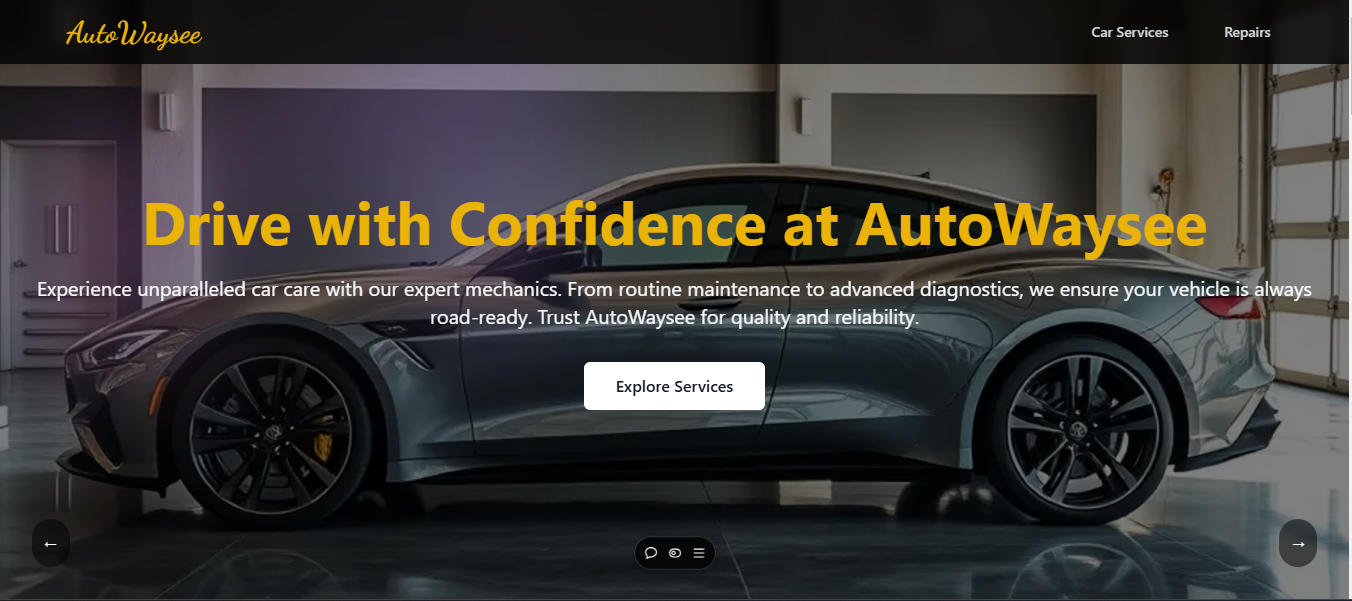 AutoWaysee
Car Services
Repairs
Drive with Confidence at AutoWaysee
Experience unparalleled car care with our expert mechanics. From routine maintenance to advanced diagnostics, we ensure your vehicle is always
road-ready. Trust AutoWaysee for quality and reliability.
Explore Services
← →